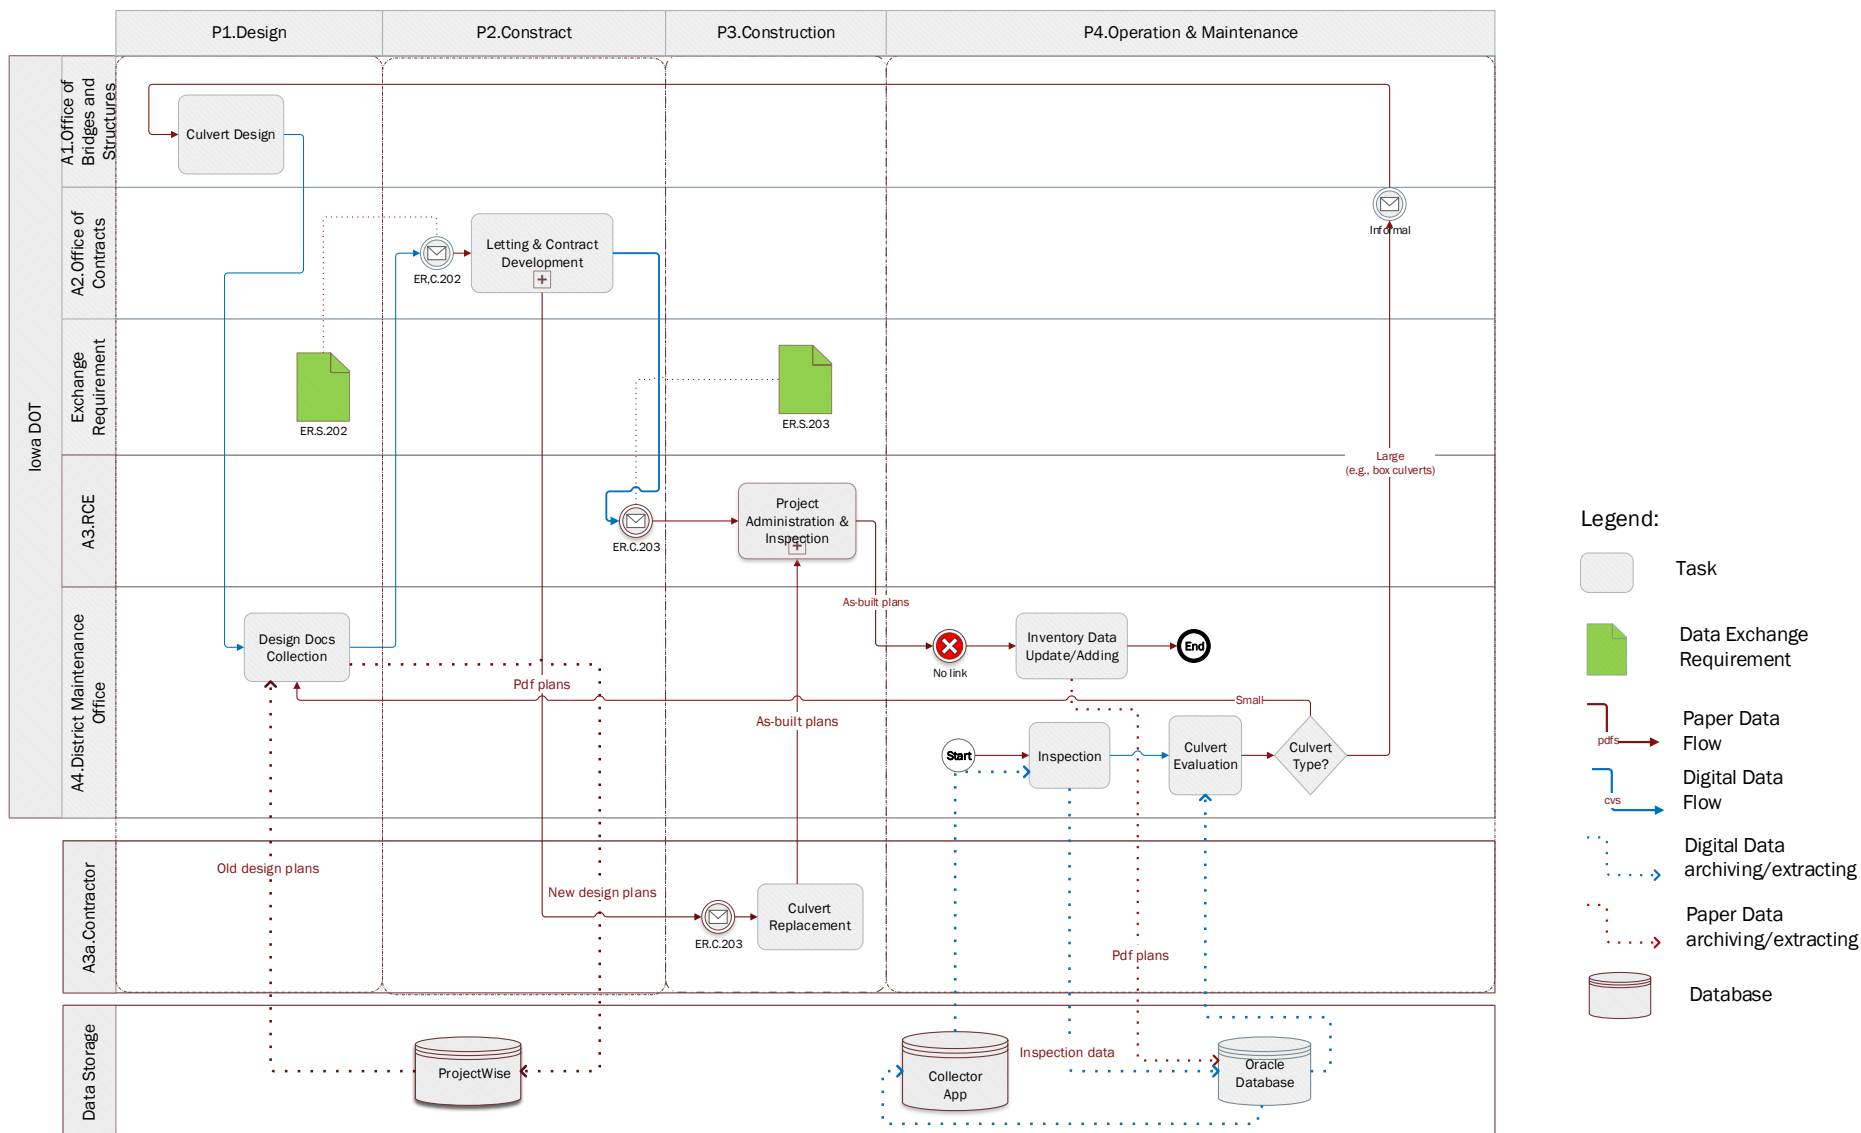 P1.Design
P2.Constract
P3.Construction
P4.Operation & Maintenance
Iowa DOT
A1.Office of
Bridges and
Structures
Culvert Design
A2.Office of
Contracts
ER,C.202
Letting & Contract
Development
Informal
Exchange
Requirement
ER.S.202
ER.S.203
Large
(e.g., box culverts)
A3.RCE
ER.C.203
Project
Administration &
Inspection
As-built plans
A4.District Maintenance
Office
Design Docs
Collection
Pdf plans
As-built plans
No link
Inventory Data
Update/Adding
End
Small
Start
Inspection
Culvert
Evaluation
Culvert
Type?
A3a.Contractor
Old design plans
New design plans
ER.C.203
Culvert
Replacement
Pdf plans
Data Storage
ProjectWise
Collector
App
Inspection data
Oracle
Database
Legend:
Task
Data Exchange
Requirement
pdfs
Paper Data
Flow
cvs
Digital Data
Flow
Digital Data
archiving/extracting
Paper Data
archiving/extracting
Database